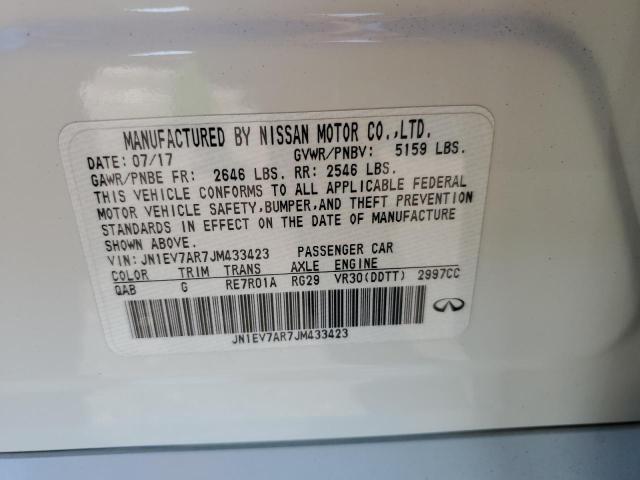 MANUFACTURED BY NISSAN MOTOR CO.,LTD.
DATE: 07/17 GVWR/PNBV: 5159 LBS.
GAWR/PNBE FR: 2646 LBS. RR: 2546 LBS.
THIS VEHICLE CONFORMS TO ALL APPLICABLE FEDERAL
MOTOR VEHICLE SAFETY, BUMPER, AND THEFT PREVENTION
STANDARDS IN EFFECT ON THE DATE OF MANUFACTURE
SHOWN ABOVE.
VIN: JN1EV7AR7JM433423 PASSENGER CAR
COLOR TRIM TRANS AXLE ENGINE
QAB G RE7R01A RG29 VR30(DDTT) 2997CC
JN1EV7AR7JM433423